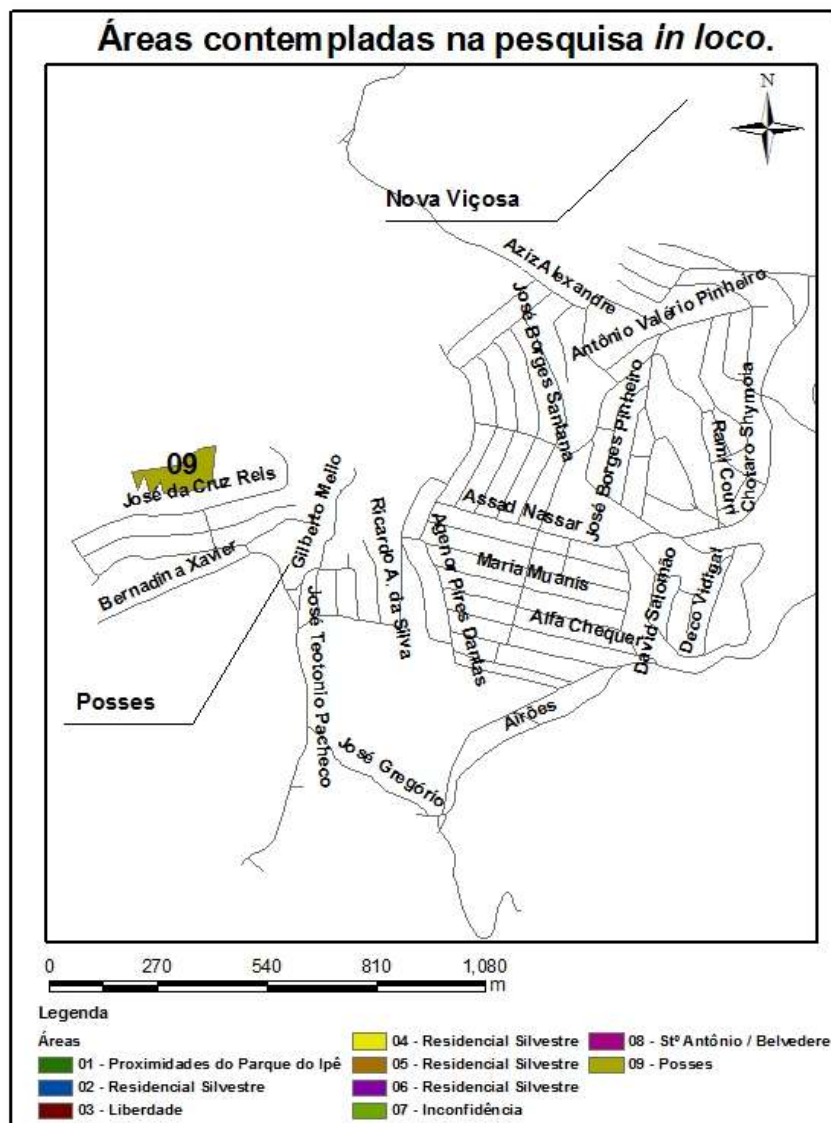 Áreas contempladas na pesquisa in loco.
N
Nova Viçosa
Aziz Alexandre
José Borges Santana
Antônio Valério Pinheiro
José Borges Pinheiro
Rami Couri
Chotaro Shymoia
09
José da Cruz Reis
Gilberto Mello
Ricardo A. da Silva
Assad Nassar
Agenor Pires Dantas
Maria Muanis
Bernadina Xavier
José Teotonio Pacheco
Alfa Chequer
David Salomão
Deco Vidigal
Posses
Airões
José Gregório
0 270 540 810 1,080
m
Legenda
Áreas
01 - Proximidades do Parque do Ipê
02 - Residencial Silvestre
03 - Liberdade
04 - Residencial Silvestre
05 - Residencial Silvestre
06 - Residencial Silvestre
07 - Inconfidência
08 - Stº Antônio / Belvedere
09 - Posses